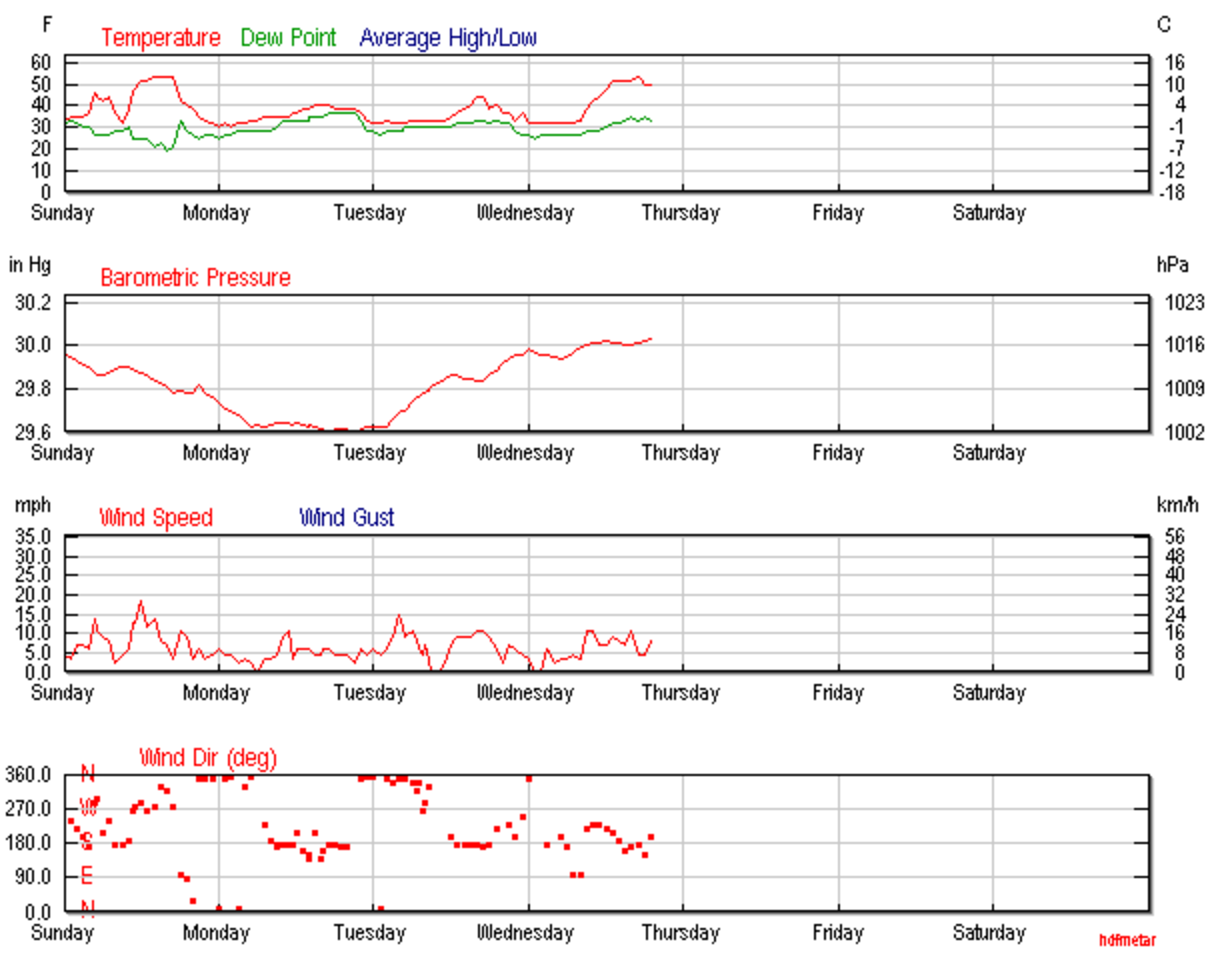 F C
Temperature Dew Point Average High/Low
60 16
50 10
40 4
30 -1
20 -7
10 -12
0 -18
Sunday Monday Tuesday Wednesday Thursday Friday Saturday
in Hg hPa
Barometric Pressure
30.2 1023
30.0 1016
29.8 1009
29.6 1002
Sunday Monday Tuesday Wednesday Thursday Friday Saturday
mph km/h
Wind Speed Wind Gust
35.0 56
30.0 48
25.0 40
20.0 32
15.0 24
10.0 16
5.0 8
0.0 0
Sunday Monday Tuesday Wednesday Thursday Friday Saturday
Wind Dir (deg)
360.0 N
270.0 W
180.0 S
90.0 E
0.0 N
Sunday Monday Tuesday Wednesday Thursday Friday Saturday
hdfmetar